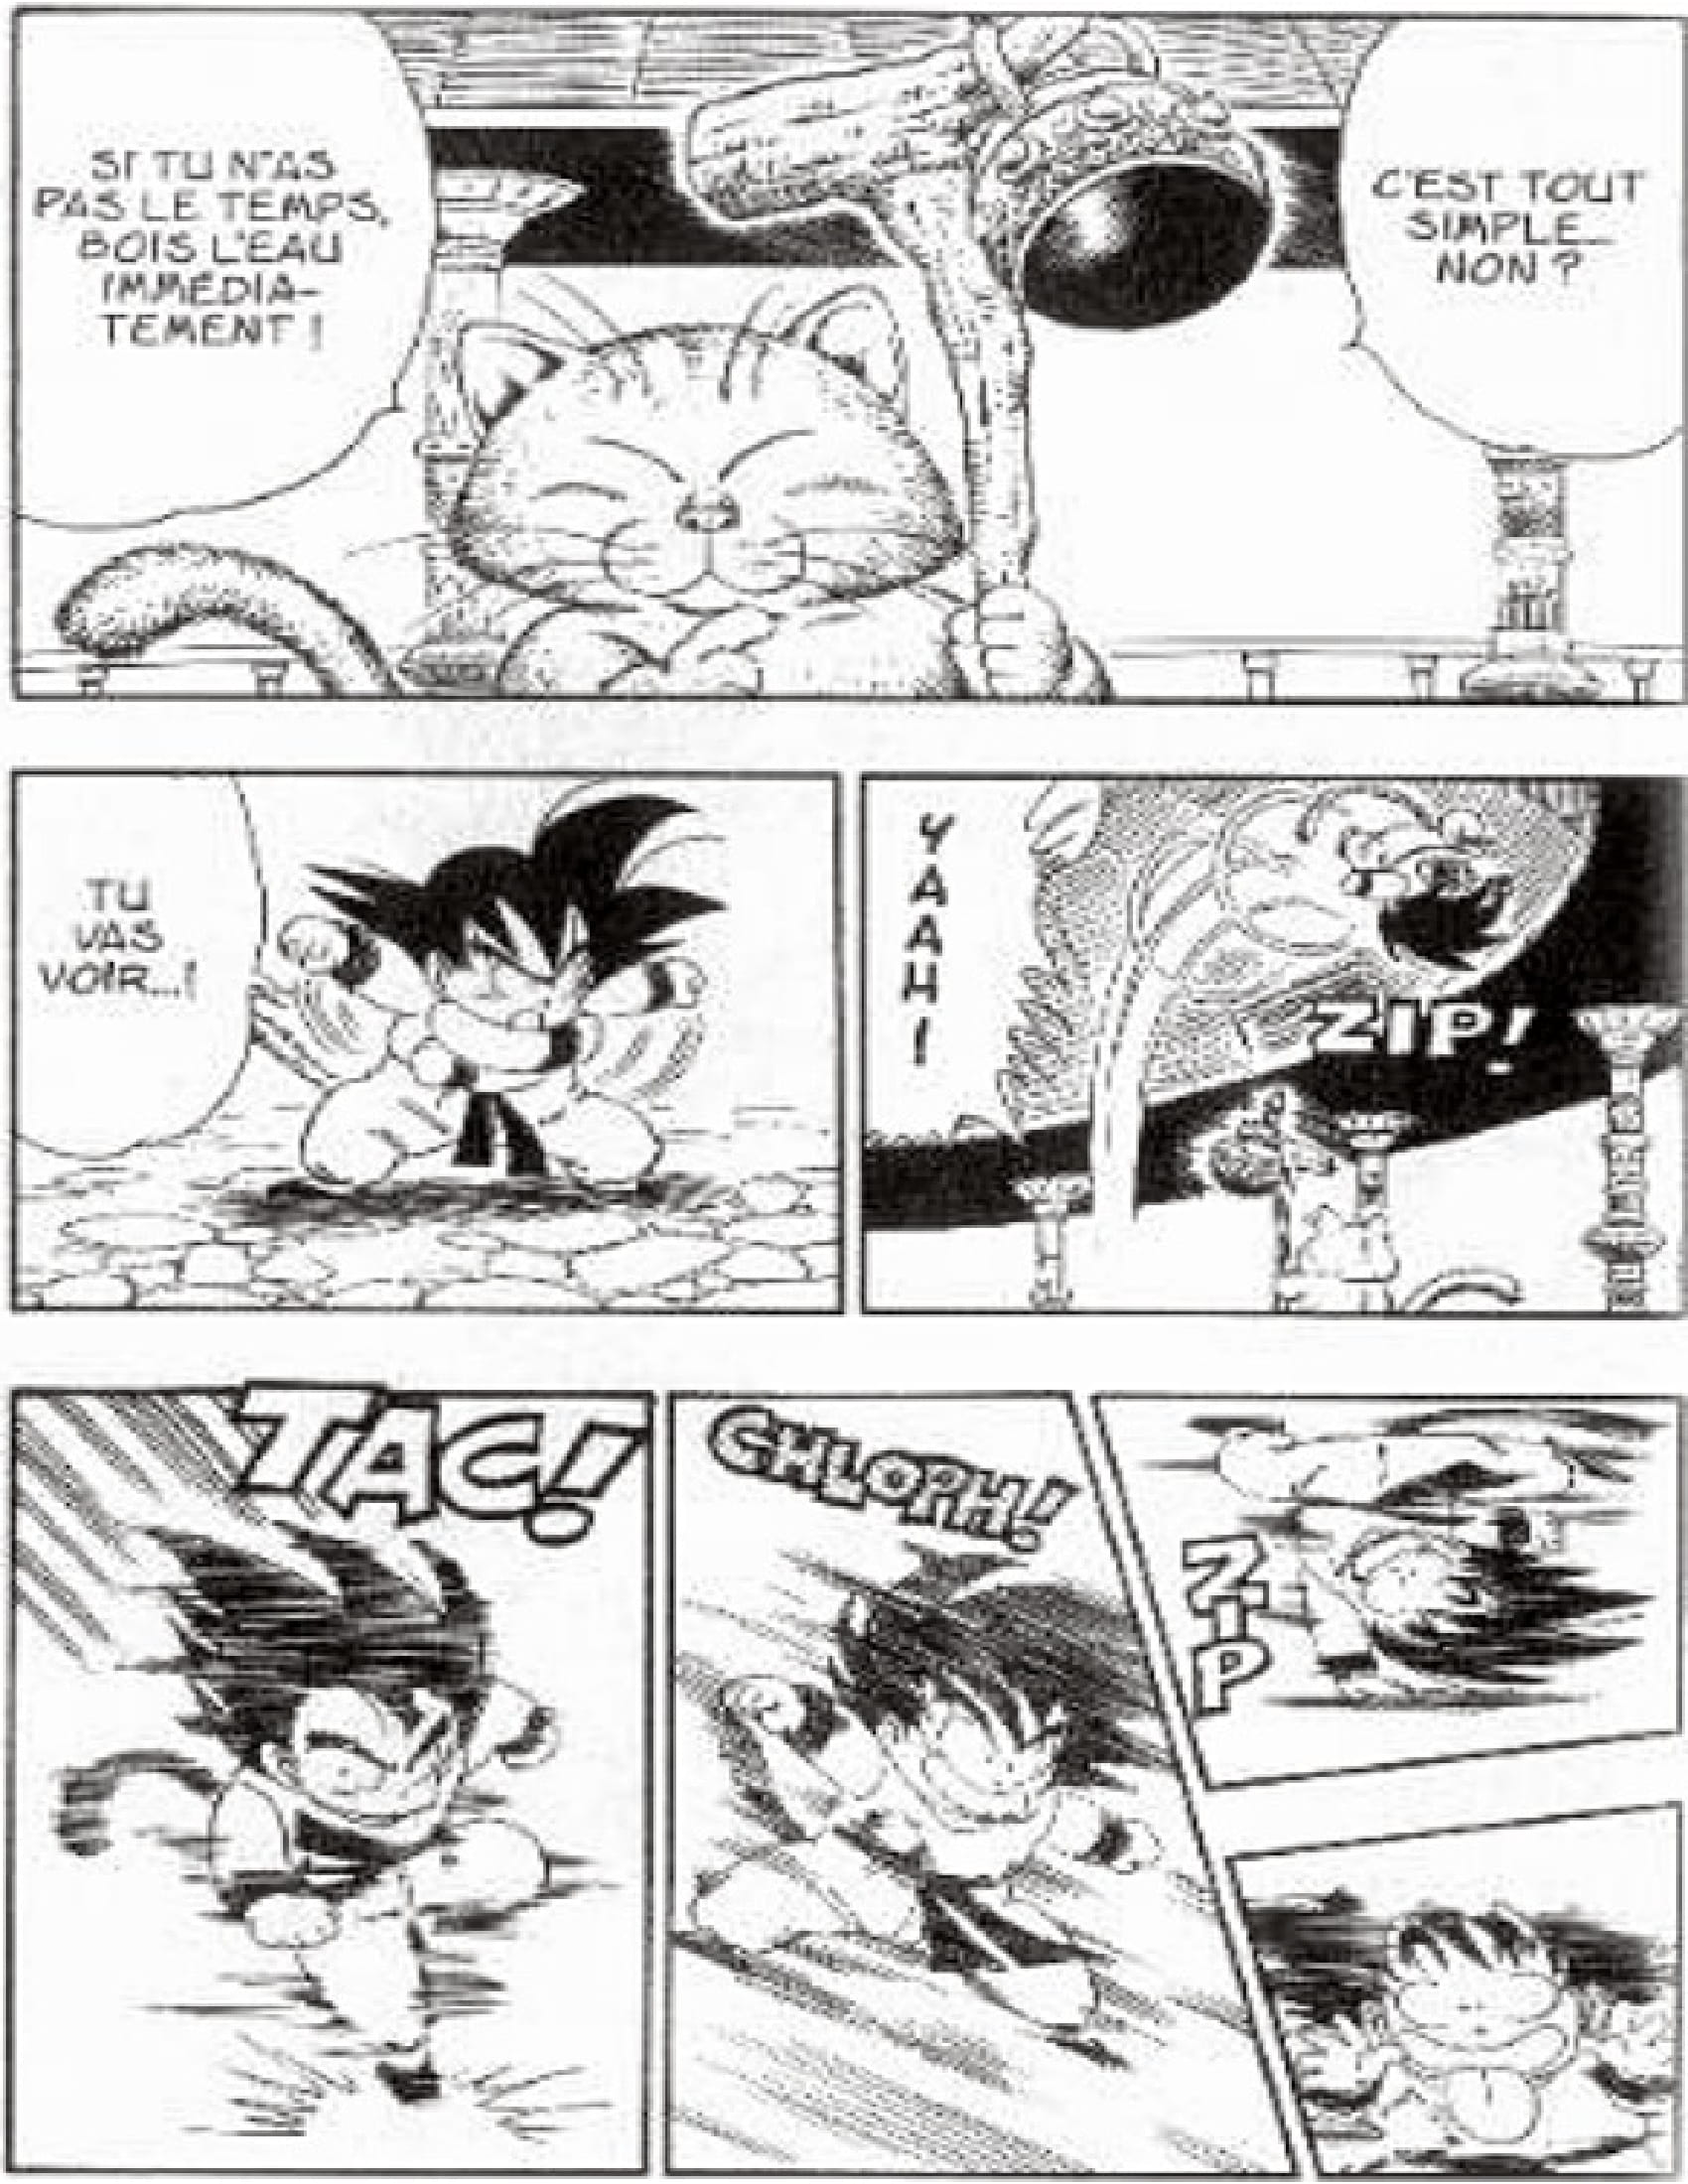 SI TU N'AS
PAS LE TEMPS,
BOIS L'EAU
IMMÉDIA-
TEMENT !
C'EST TOUT
SIMPLE...
NON ?
TU
VAS
VOIR...!
YAAH!
ZIP!
TAC!
CHLOPH!
ZIP